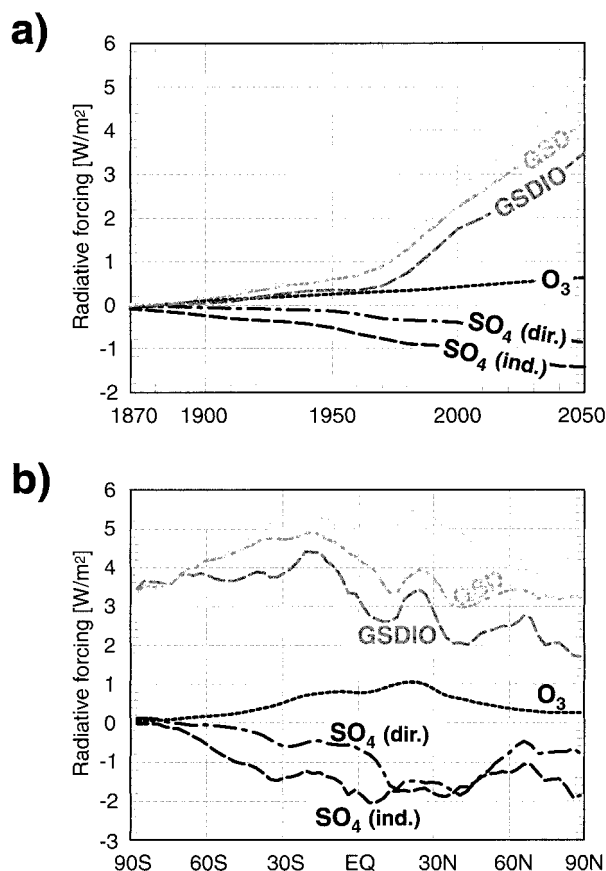 a)
Radiative forcing [W/m²]
6
5
4
3
2
1
0
-1
-2
GSD
GSDIO
O₃
SO₄ (dir.)
SO₄ (ind.)
1870 1900 1950 2000 2050
b)
Radiative forcing [W/m²]
6
5
4
3
2
1
0
-1
-2
-3
GSD
GSDIO
O₃
SO₄ (dir.)
SO₄ (ind.)
90S 60S 30S EQ 30N 60N 90N